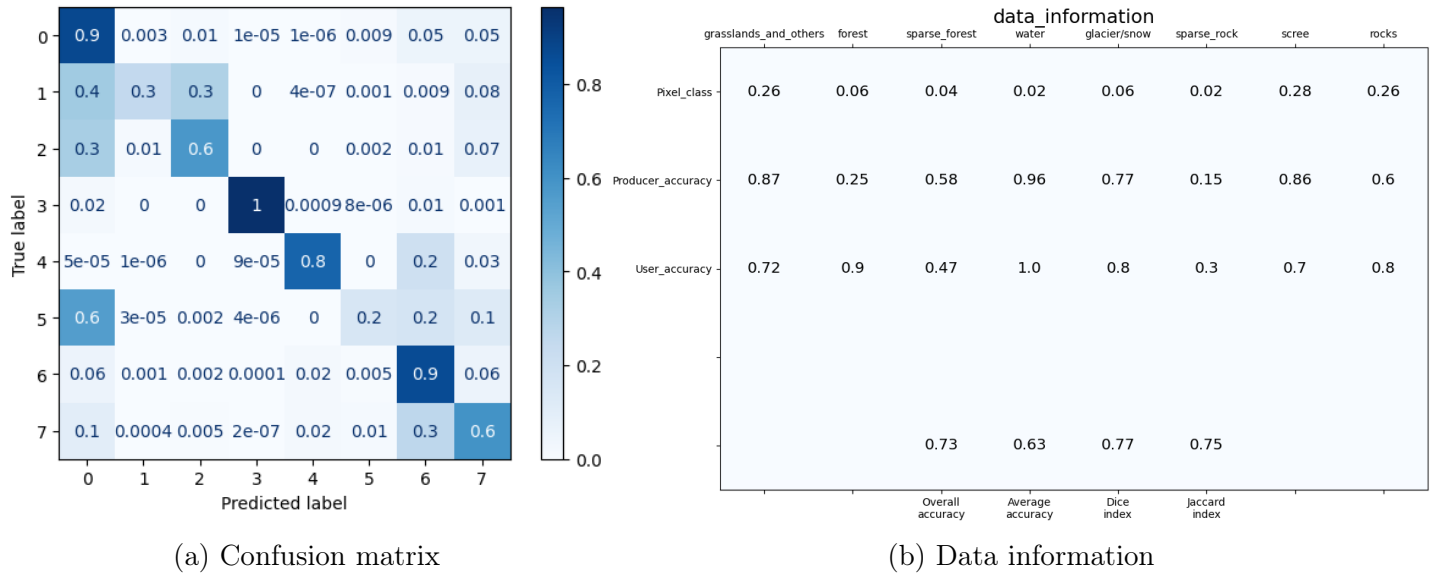 0 0.9 0.003 0.01 1e-05 1e-06 0.009 0.05 0.05
1 0.4 0.3 0.3 0 4e-07 0.001 0.009 0.08
2 0.3 0.01 0.6 0 0 0.002 0.01 0.07
3 0.02 0 0 1 0.0009 8e-06 0.01 0.001
4 5e-05 1e-06 0 9e-05 0.8 0 0.2 0.03
5 0.6 3e-05 0.002 4e-06 0 0.2 0.2 0.1
6 0.06 0.001 0.002 0.0001 0.02 0.005 0.9 0.06
7 0.1 0.0004 0.005 2e-07 0.02 0.01 0.3 0.6
0 1 2 3 4 5 6 7
Predicted label
True label
0.8
0.6
0.4
0.2
0.0
(a) Confusion matrix
data_information
grasslands_and_others forest sparse_forest water glacier/snow sparse_rock scree rocks
Pixel_class 0.26 0.06 0.04 0.02 0.06 0.02 0.28 0.26
Producer_accuracy 0.87 0.25 0.58 0.96 0.77 0.15 0.86 0.6
User_accuracy 0.72 0.9 0.47 1.0 0.8 0.3 0.7 0.8
0.73 0.63 0.77 0.75
Overall Average Dice Jaccard
accuracy accuracy index index
(b) Data information